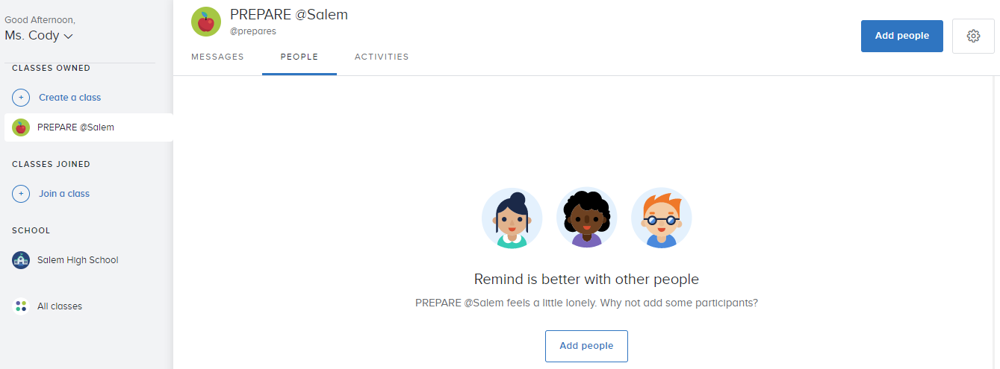 Good Afternoon,
Ms. Cody
CLASSES OWNED
+ Create a class
PREPARE @Salem
CLASSES JOINED
+ Join a class
SCHOOL
Salem High School
All classes
PREPARE @Salem
@prepares
MESSAGES PEOPLE ACTIVITIES
Add people
Remind is better with other people
PREPARE @Salem feels a little lonely. Why not add some participants?
Add people